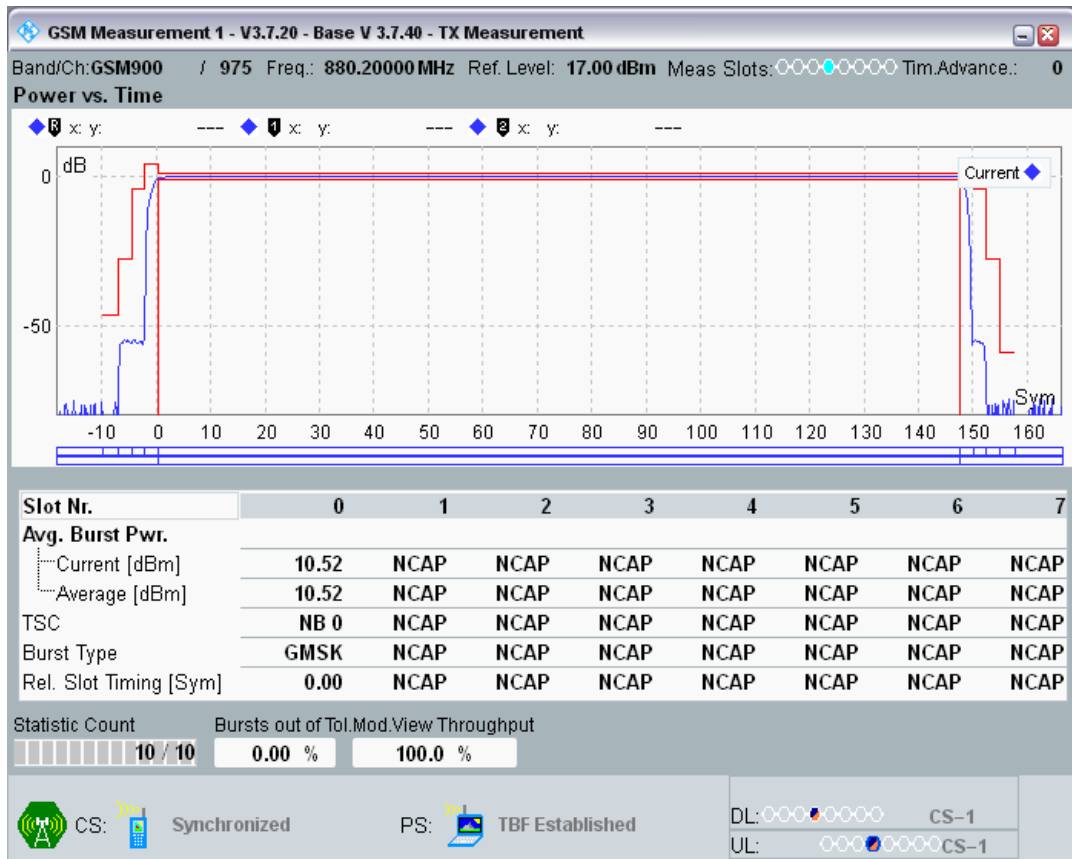 GSM Measurement 1 - V3.7.20 - Base V 3.7.40 - TX Measurement
Band/Ch:GSM900 / 975 Freq.: 880.20000 MHz Ref. Level: 17.00 dBm Meas Slots: Tim.Advance.: 0
Power vs. Time
R x: y: --- 1 x: y: --- 2 x: y: ---
dB
Current
0
-50
Sym
-10 0 10 20 30 40 50 60 70 80 90 100 110 120 130 140 150 160
Slot Nr. 0 1 2 3 4 5 6 7
Avg. Burst Pwr.
Current [dBm] 10.52 NCAP NCAP NCAP NCAP NCAP NCAP NCAP
Average [dBm] 10.52 NCAP NCAP NCAP NCAP NCAP NCAP NCAP
TSC NB 0 NCAP NCAP NCAP NCAP NCAP NCAP NCAP
Burst Type GMSK NCAP NCAP NCAP NCAP NCAP NCAP NCAP
Rel. Slot Timing [Sym] 0.00 NCAP NCAP NCAP NCAP NCAP NCAP NCAP
Statistic Count Bursts out of Tol. Mod.View Throughput
10 / 10 0.00 % 100.0 %
CS: Synchronized PS: TBF Established DL: CS-1
UL: CS-1